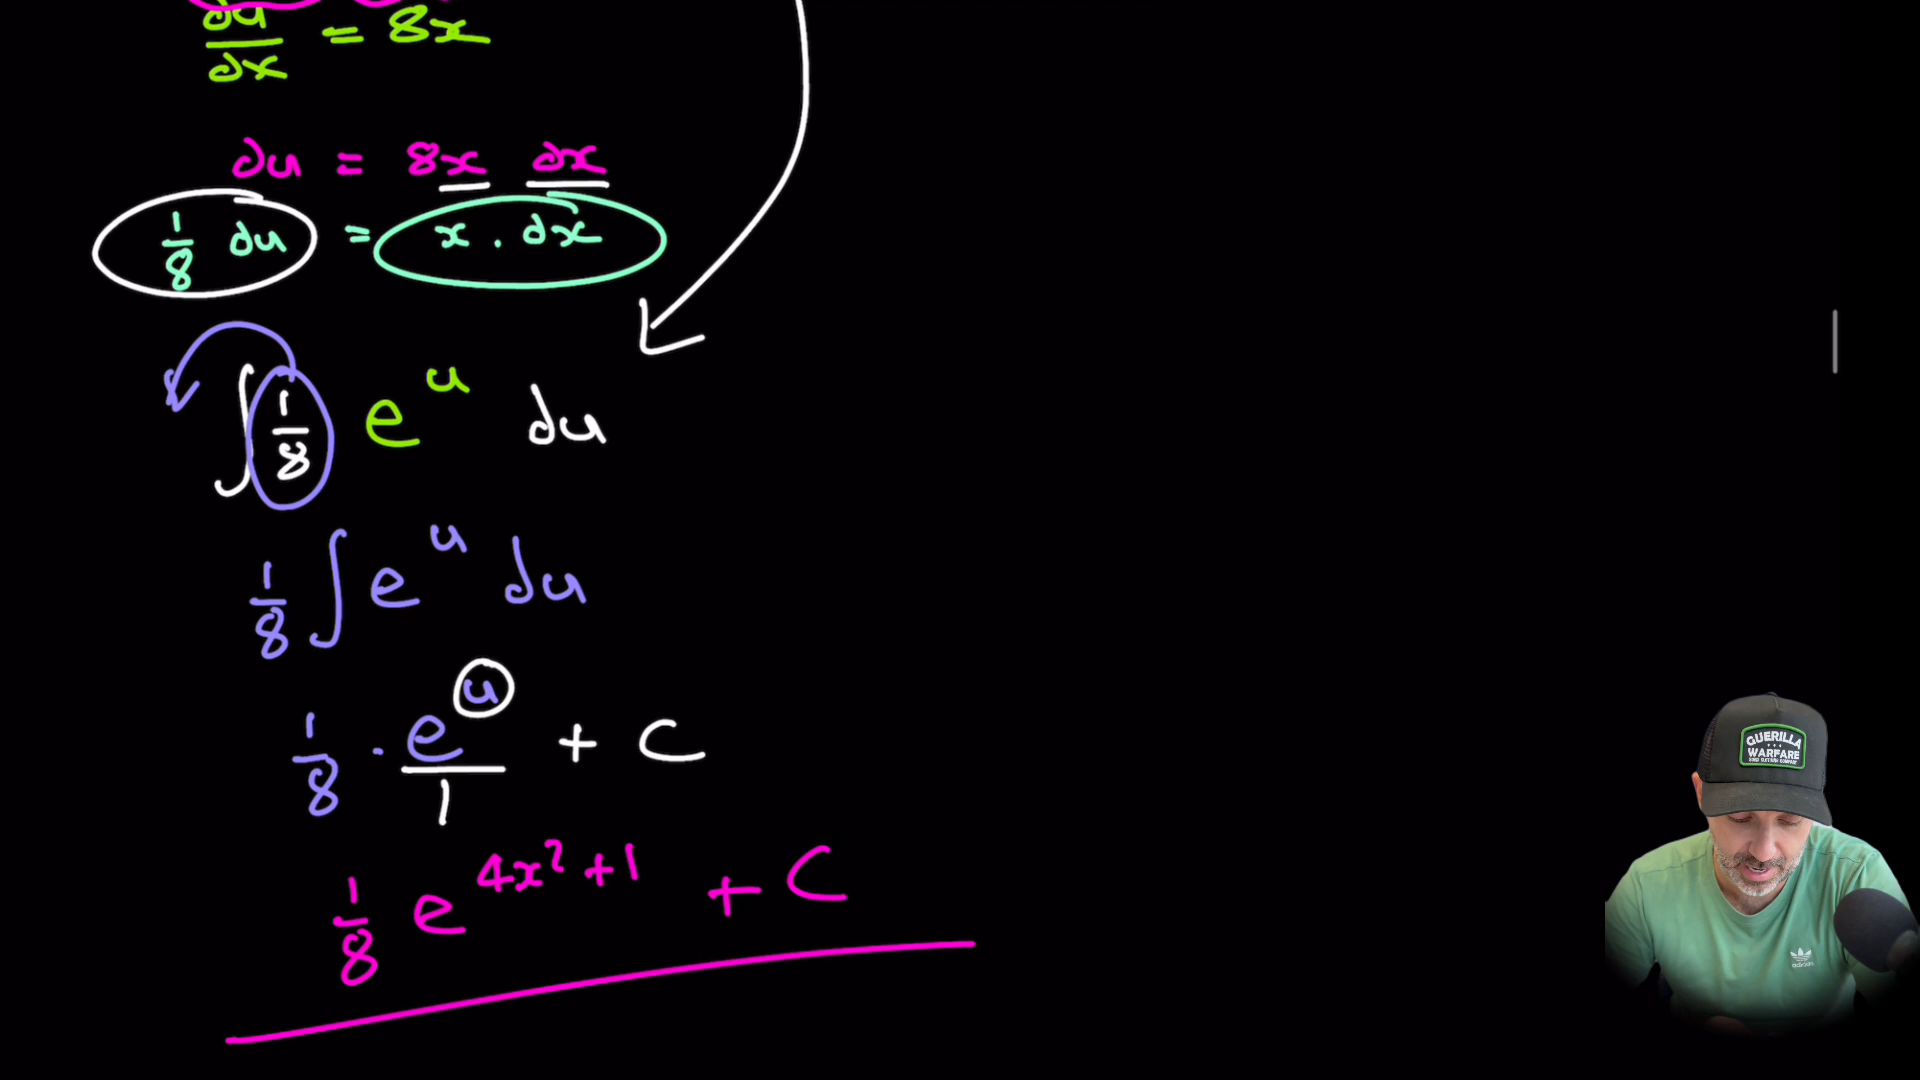 du/dx = 8x
du = 8x dx
1/8 du = x . dx
∫ 1/8 e^u du
1/8 ∫ e^u du
1/8 · e^u/1 + C
1/8 e^(4x²+1) + C
GUERILLA
WARFARE
adidas